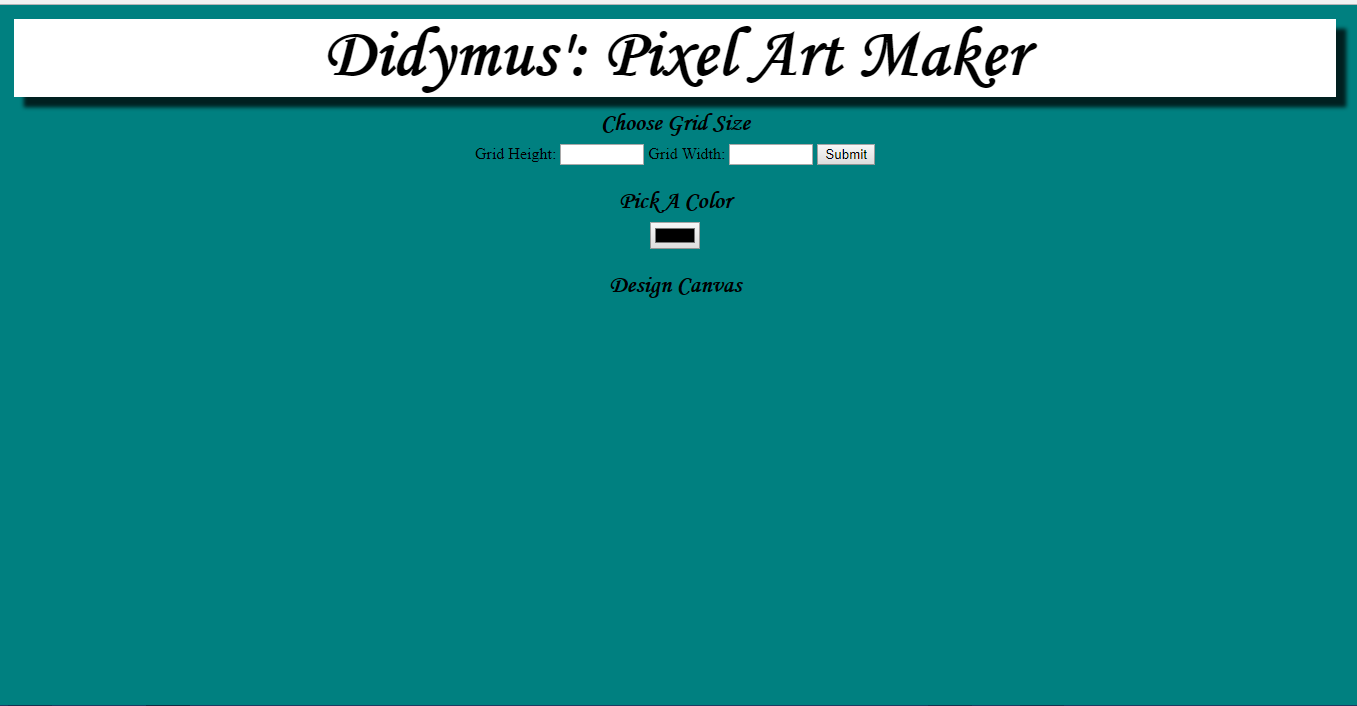 Didymus': Pixel Art Maker
Choose Grid Size
Grid Height: Grid Width: Submit
Pick A Color
Design Canvas